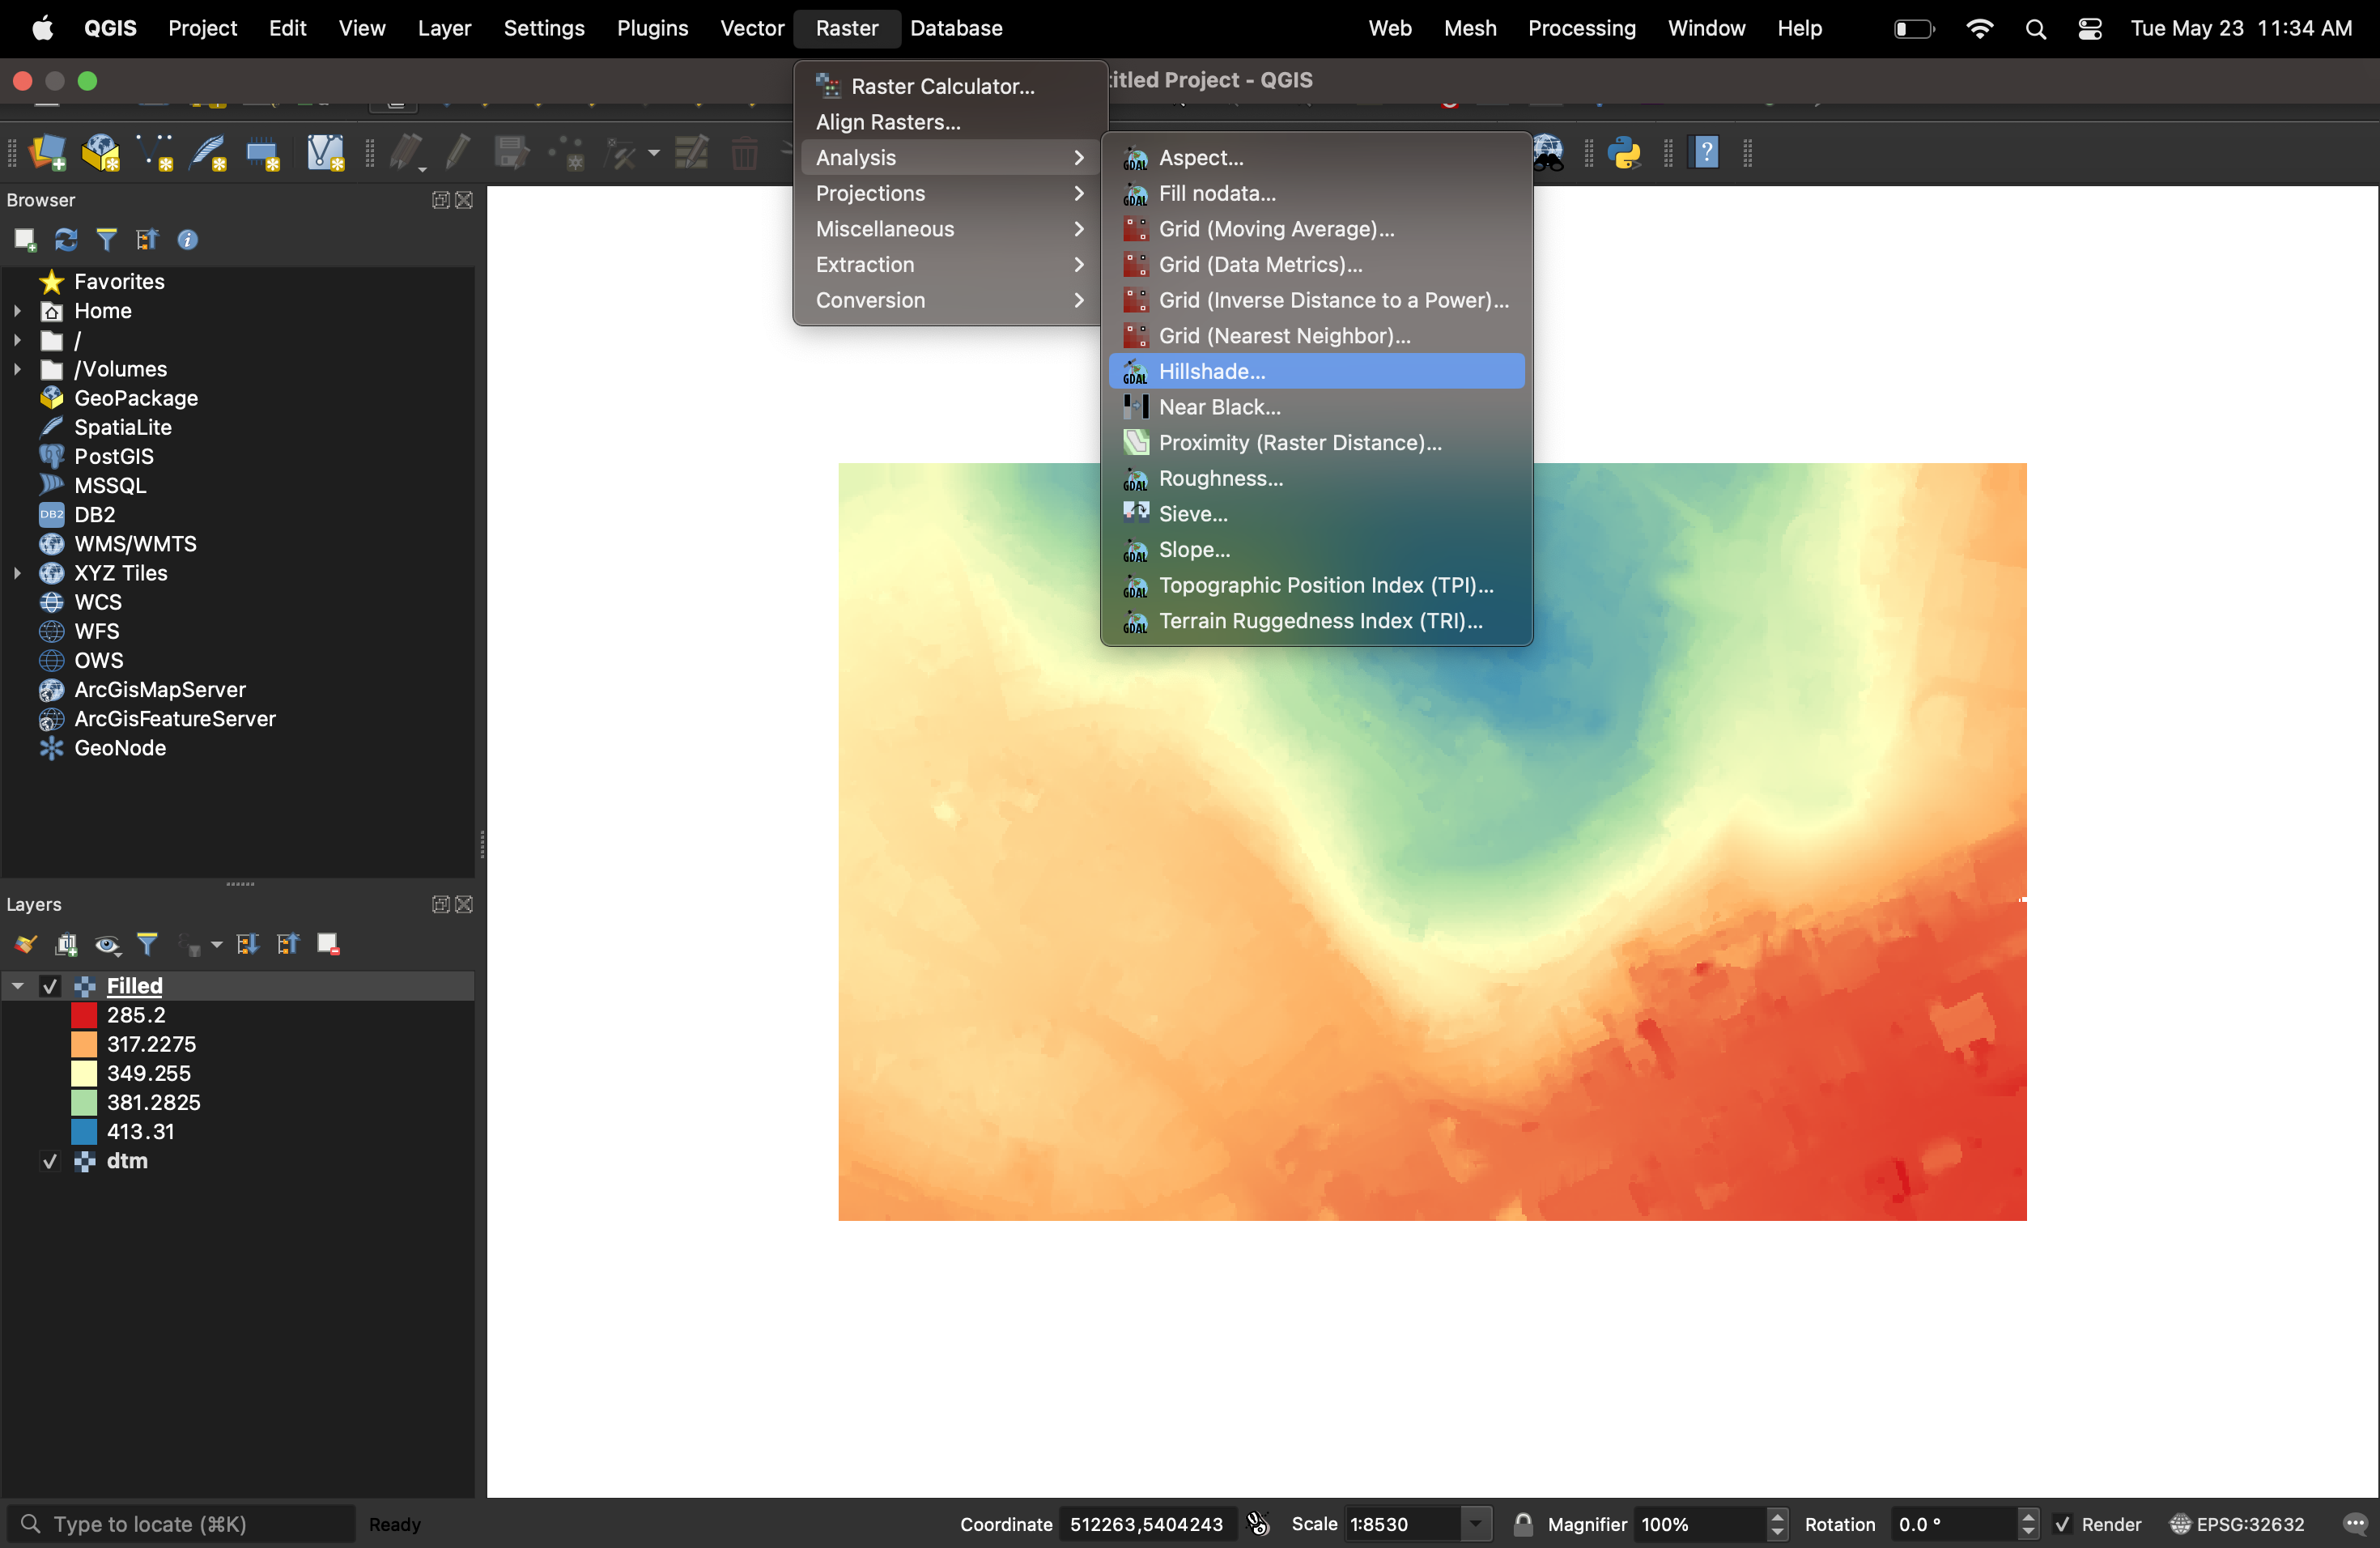 QGIS Project Edit View Layer Settings Plugins Vector Raster Database Web Mesh Processing Window Help Tue May 23 11:34 AM
titled Project - QGIS
Raster Calculator...
Align Rasters...
Analysis
Projections
Miscellaneous
Extraction
Conversion
Aspect...
Fill nodata...
Grid (Moving Average)...
Grid (Data Metrics)...
Grid (Inverse Distance to a Power)...
Grid (Nearest Neighbor)...
Hillshade...
Near Black...
Proximity (Raster Distance)...
Roughness...
Sieve...
Slope...
Topographic Position Index (TPI)...
Terrain Ruggedness Index (TRI)...
Browser
Favorites
Home
/
/Volumes
GeoPackage
SpatiaLite
PostGIS
MSSQL
DB2
WMS/WMTS
XYZ Tiles
WCS
WFS
OWS
ArcGisMapServer
ArcGisFeatureServer
GeoNode
Layers
Filled
285.2
317.2275
349.255
381.2825
413.31
dtm
Type to locate (⌘K) Ready Coordinate 512263,5404243 Scale 1:8530 Magnifier 100% Rotation 0.0 ° Render EPSG:32632